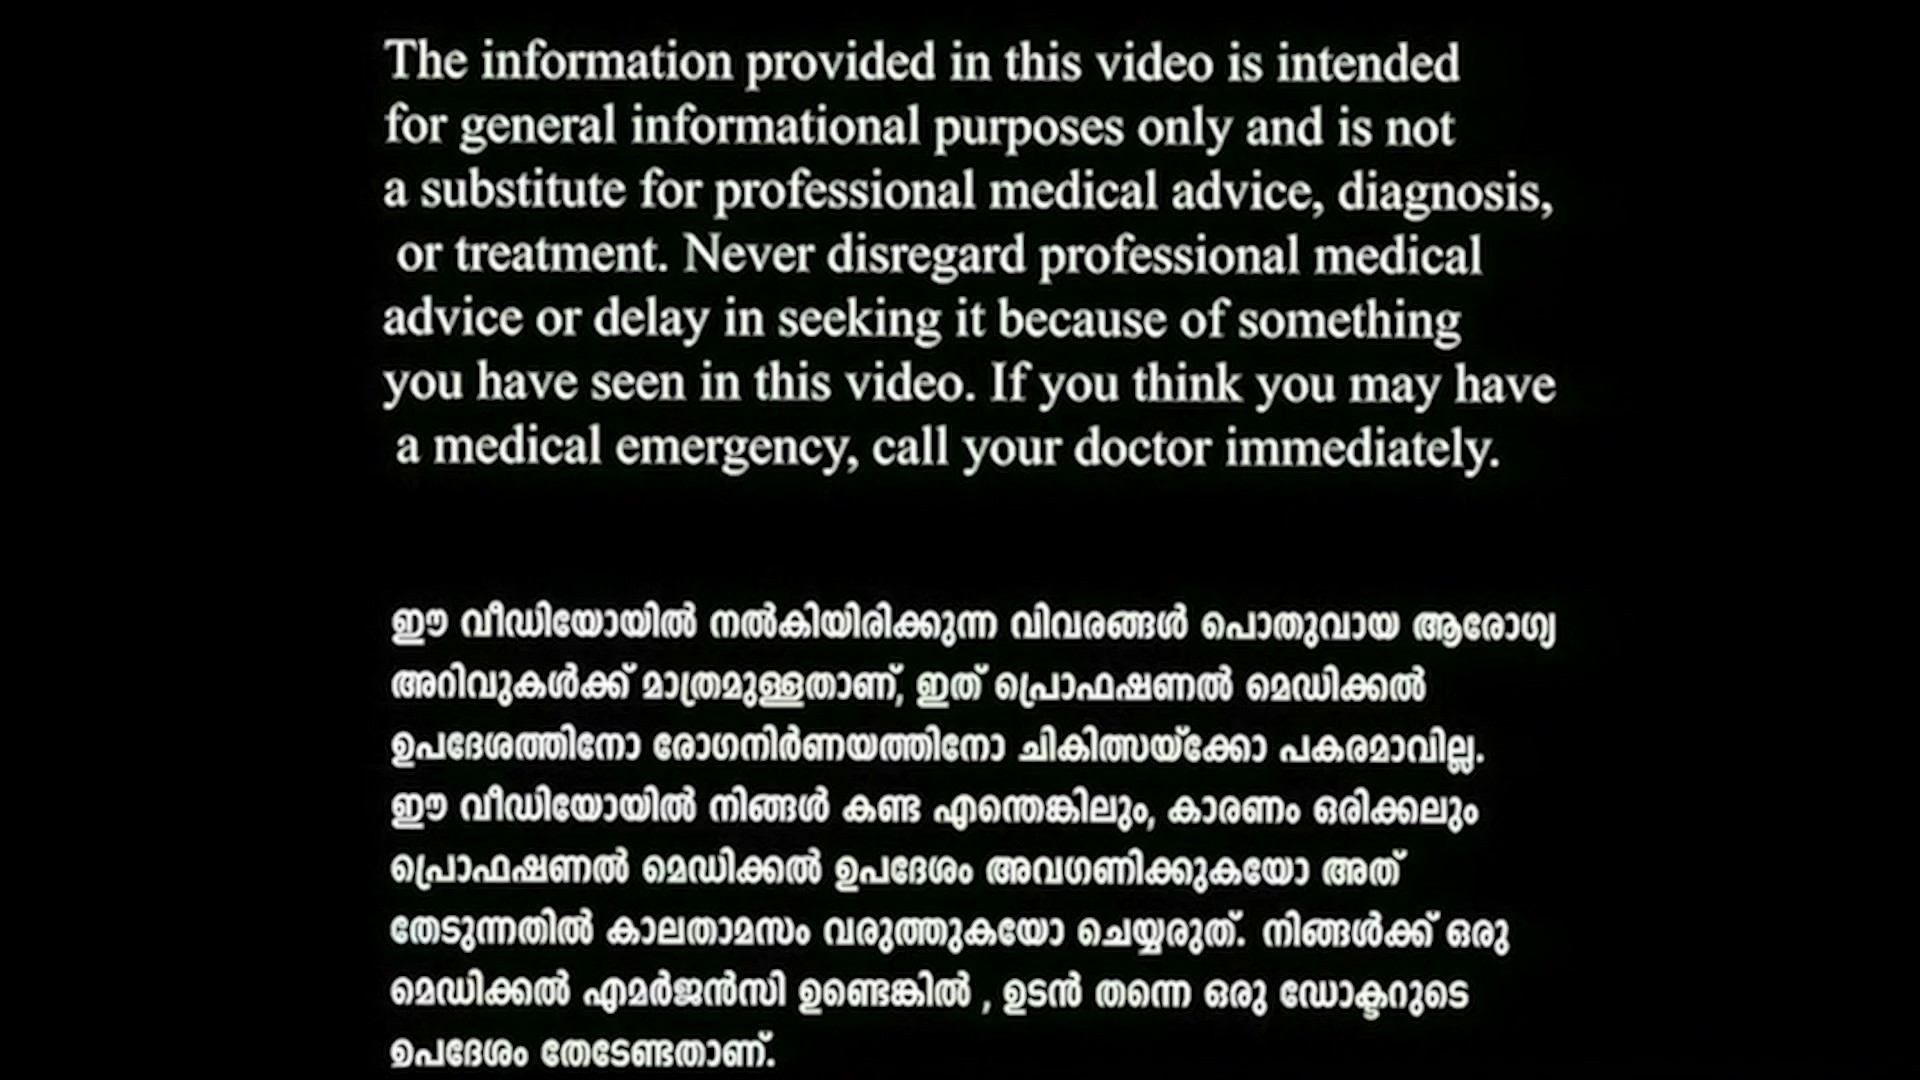 The information provided in this video is intended
for general informational purposes only and is not
a substitute for professional medical advice, diagnosis,
or treatment. Never disregard professional medical
advice or delay in seeking it because of something
you have seen in this video. If you think you may have
a medical emergency, call your doctor immediately.
ഈ വീഡിയോയിൽ നൽകിയിരിക്കുന്ന വിവരങ്ങൾ പൊതുവായ ആരോഗ്യ
അറിവുകൾക്ക് മാത്രമുള്ളതാണ്, ഇത് പ്രൊഫഷണൽ മെഡിക്കൽ
ഉപദേശത്തിനോ രോഗനിർണയത്തിനോ ചികിത്സയ്ക്കോ പകരമാവില്ല.
ഈ വീഡിയോയിൽ നിങ്ങൾ കണ്ട എന്തെങ്കിലും, കാരണം ഒരിക്കലും
പ്രൊഫഷണൽ മെഡിക്കൽ ഉപദേശം അവഗണിക്കുകയോ അത്
തേടുന്നതിൽ കാലതാമസം വരുത്തുകയോ ചെയ്യരുത്. നിങ്ങൾക്ക് ഒരു
മെഡിക്കൽ എമർജൻസി ഉണ്ടെങ്കിൽ , ഉടൻ തന്നെ ഒരു ഡോക്ടറുടെ
ഉപദേശം തേടേണ്ടതാണ്.